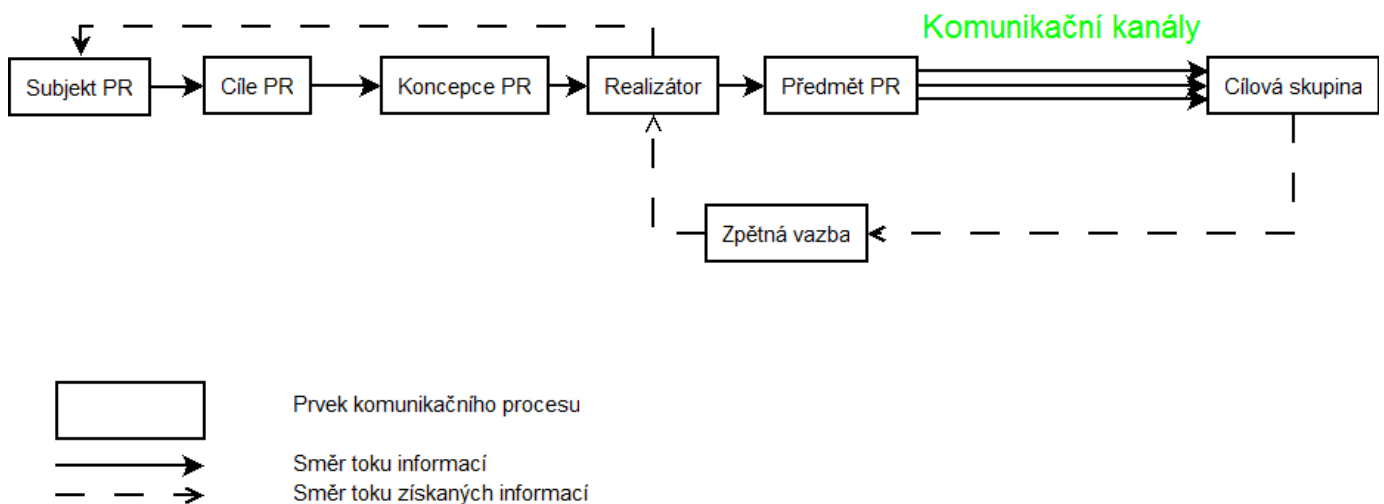 Komunikační kanály
Subjekt PR
Cíle PR
Koncepce PR
Realizátor
Předmět PR
Cílová skupina
Zpětná vazba
Prvek komunikačního procesu
Směr toku informací
Směr toku získaných informací